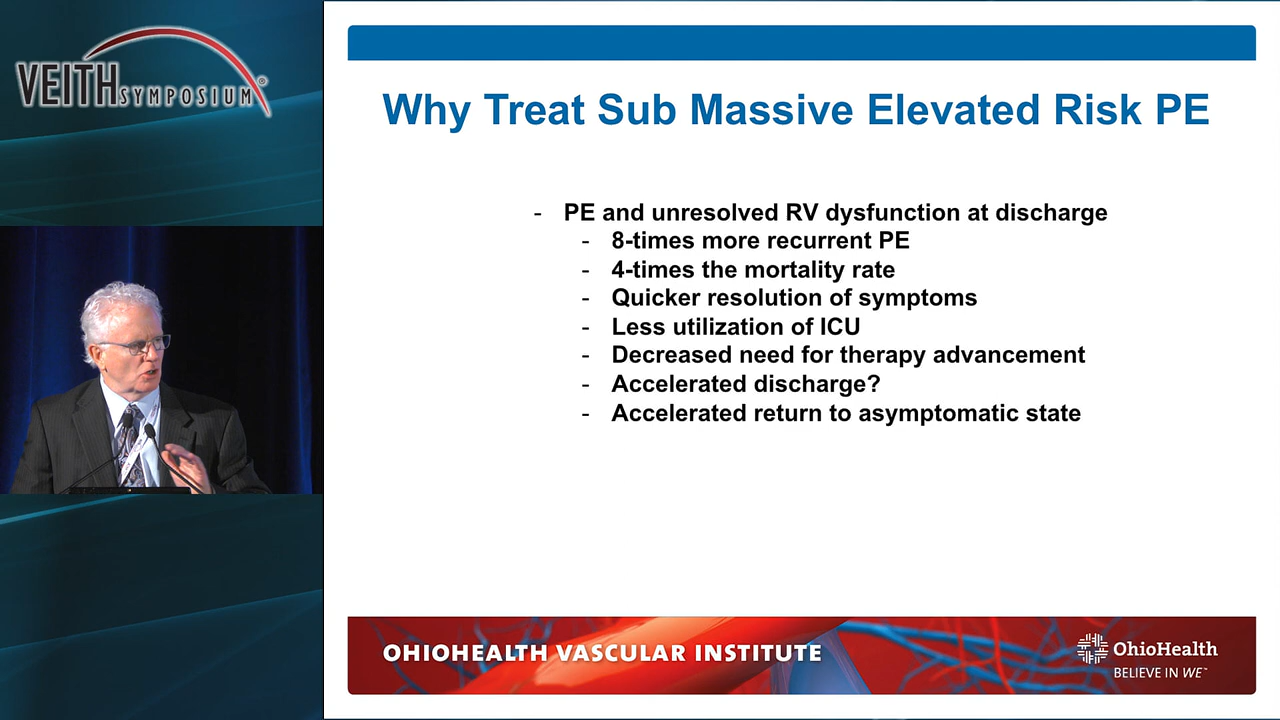 VEITHSYMPOSIUM®
Why Treat Sub Massive Elevated Risk PE
- PE and unresolved RV dysfunction at discharge
- 8-times more recurrent PE
- 4-times the mortality rate
- Quicker resolution of symptoms
- Less utilization of ICU
- Decreased need for therapy advancement
- Accelerated discharge?
- Accelerated return to asymptomatic state
OHIOHEALTH VASCULAR INSTITUTE
OhioHealth
BELIEVE IN WE™